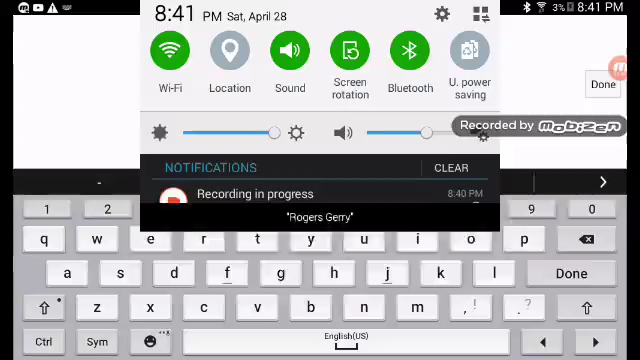 8:41 PM Sat, April 28
3% 8:41 PM
Wi-Fi
Location
Sound
Screen rotation
Bluetooth
U. power saving
Done
Recorded by mobizen
NOTIFICATIONS
CLEAR
Recording in progress
8:40 PM
"Rogers Gerry"
1 2 9 0
q w e r t y u i o p
a s d f g h j k l Done
z x c v b n m , ! . ?
Ctrl Sym English(US)